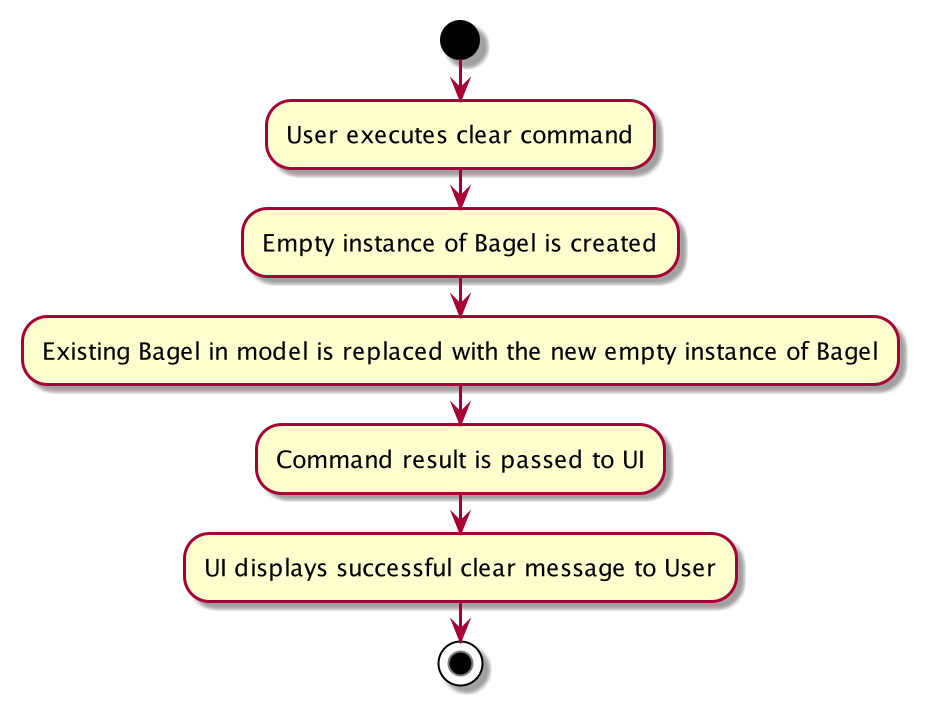 User executes clear command
Empty instance of Bagel is created
Existing Bagel in model is replaced with the new empty instance of Bagel
Command result is passed to UI
UI displays successful clear message to User